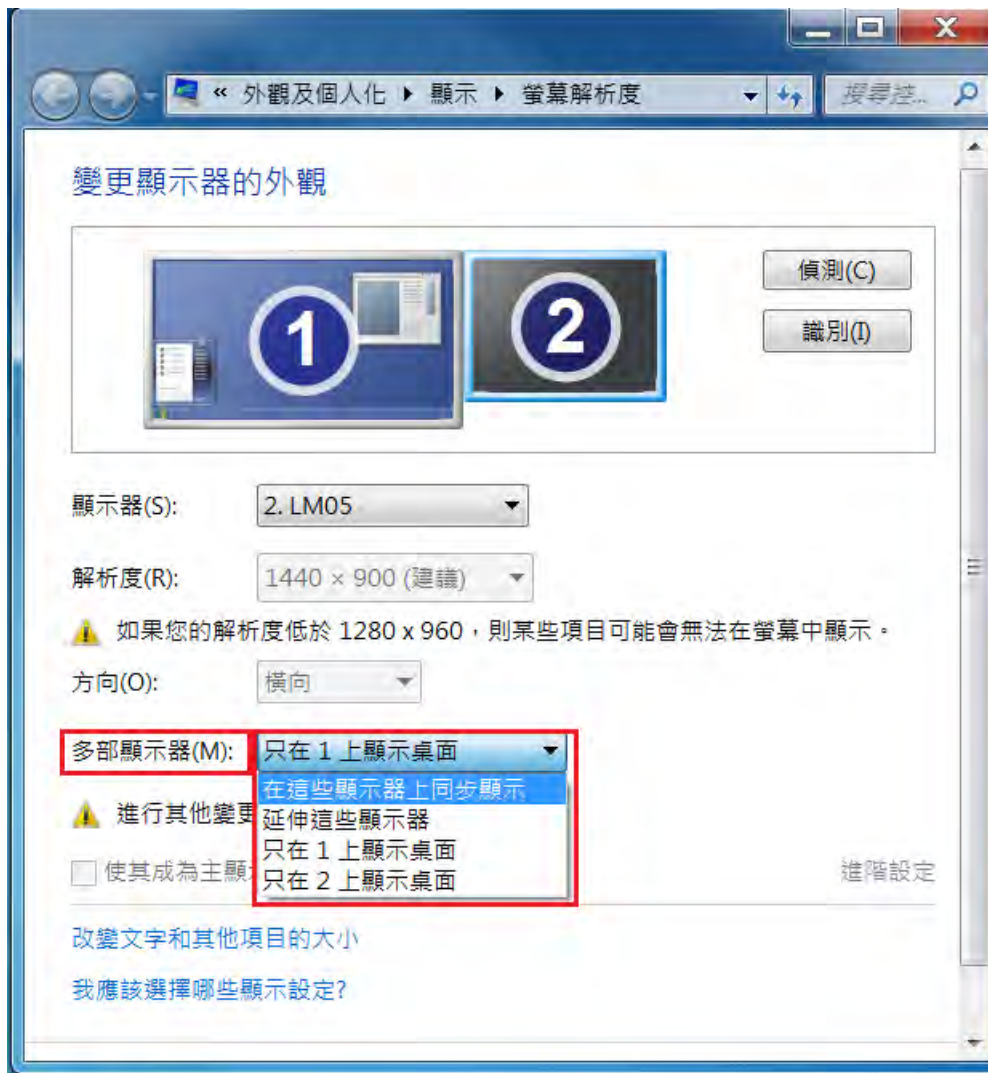 « 外觀及個人化 ▸ 顯示 ▸ 螢幕解析度
搜尋控...
變更顯示器的外觀
1
2
偵測(C)
識別(I)
顯示器(S): 2. LM05
解析度(R): 1440 × 900 (建議)
如果您的解析度低於 1280 x 960，則某些項目可能會無法在螢幕中顯示。
方向(O): 橫向
多部顯示器(M): 只在 1 上顯示桌面
在這些顯示器上同步顯示
進行其他變更
延伸這些顯示器
只在 1 上顯示桌面
使其成為主顯
只在 2 上顯示桌面
進階設定
改變文字和其他項目的大小
我應該選擇哪些顯示設定?